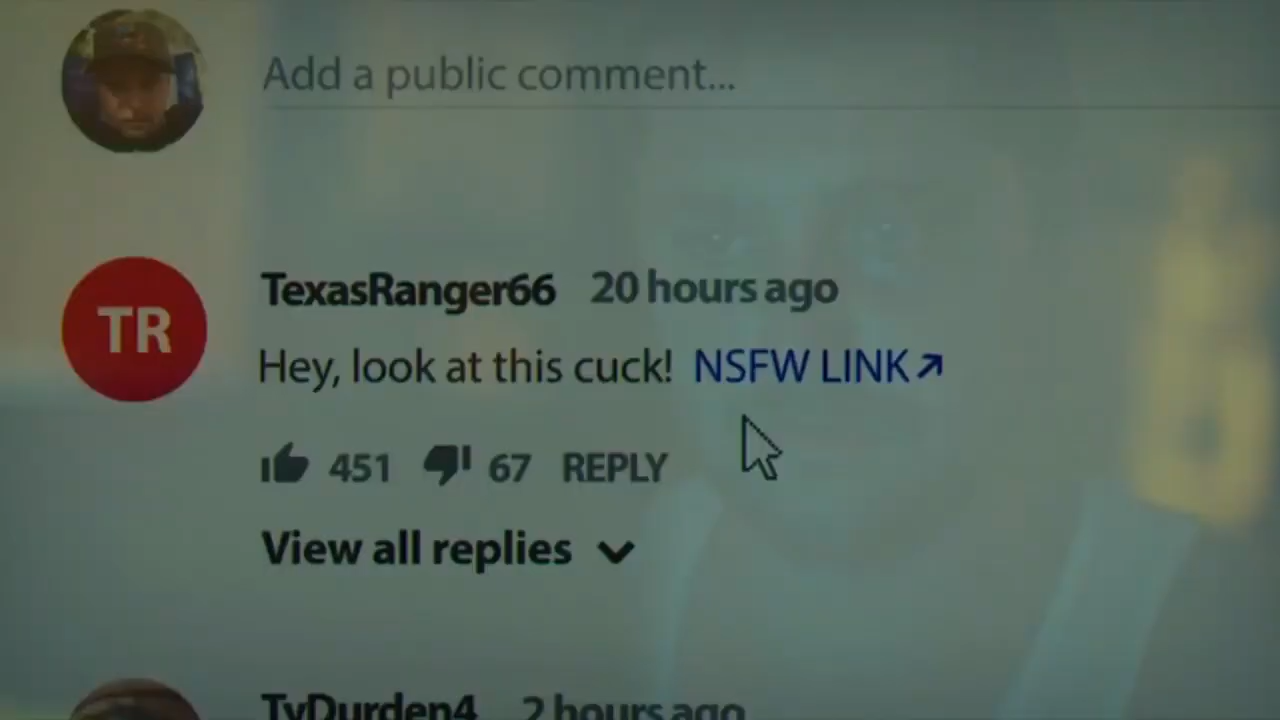 Add a public comment...
TR
TexasRanger66 20 hours ago
Hey, look at this cuck! NSFW LINK
451 67 REPLY
View all replies
TyDurden4 2 hours ago